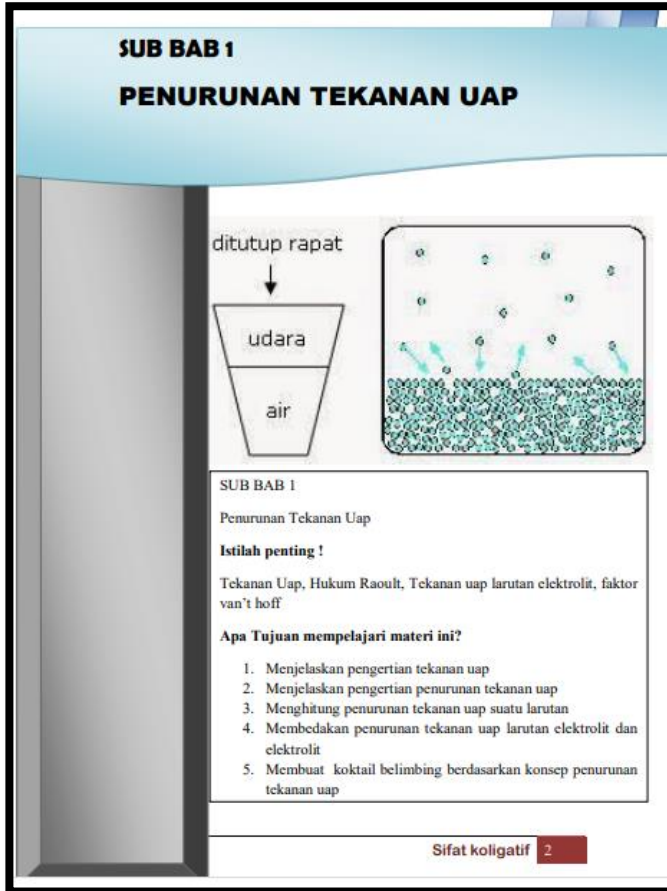 SUB BAB 1
PENURUNAN TEKANAN UAP
ditutup rapat
udara
air
SUB BAB 1
Penurunan Tekanan Uap
Istilah penting !
Tekanan Uap, Hukum Raoult, Tekanan uap larutan elektrolit, faktor
van't hoff
Apa Tujuan mempelajari materi ini?
1. Menjelaskan pengertian tekanan uap
2. Menjelaskan pengertian penurunan tekanan uap
3. Menghitung penurunan tekanan uap suatu larutan
4. Membedakan penurunan tekanan uap larutan elektrolit dan
elektrolit
5. Membuat koktail belimbing berdasarkan konsep penurunan
tekanan uap
Sifat koligatif 2